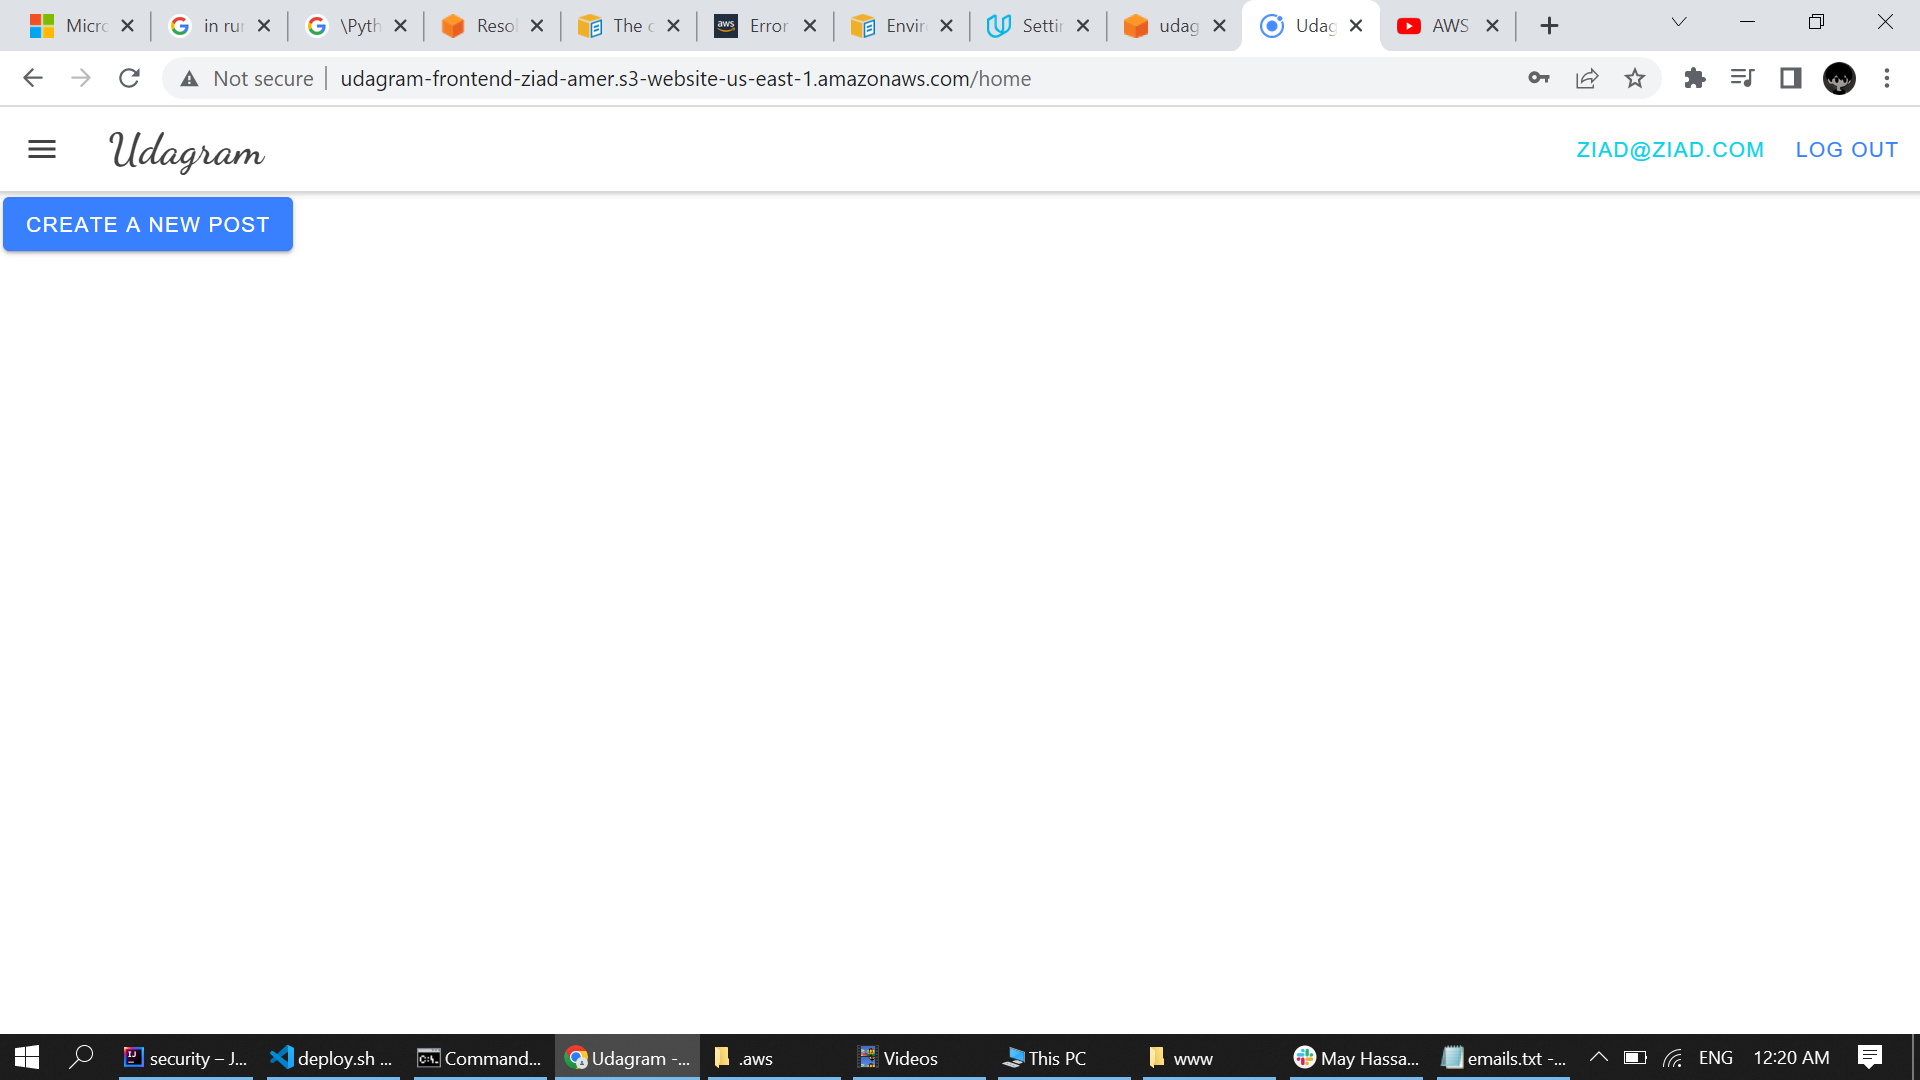 Micro in rur \Pyth Resol The c Error Envir Settin udag Udag AWS
Not secure udagram-frontend-ziad-amer.s3-website-us-east-1.amazonaws.com/home
Udagram ZIAD@ZIAD.COM LOG OUT
CREATE A NEW POST
security – J... deploy.sh ... Command... Udagram -... .aws Videos This PC www May Hassa... emails.txt -... ENG 12:20 AM